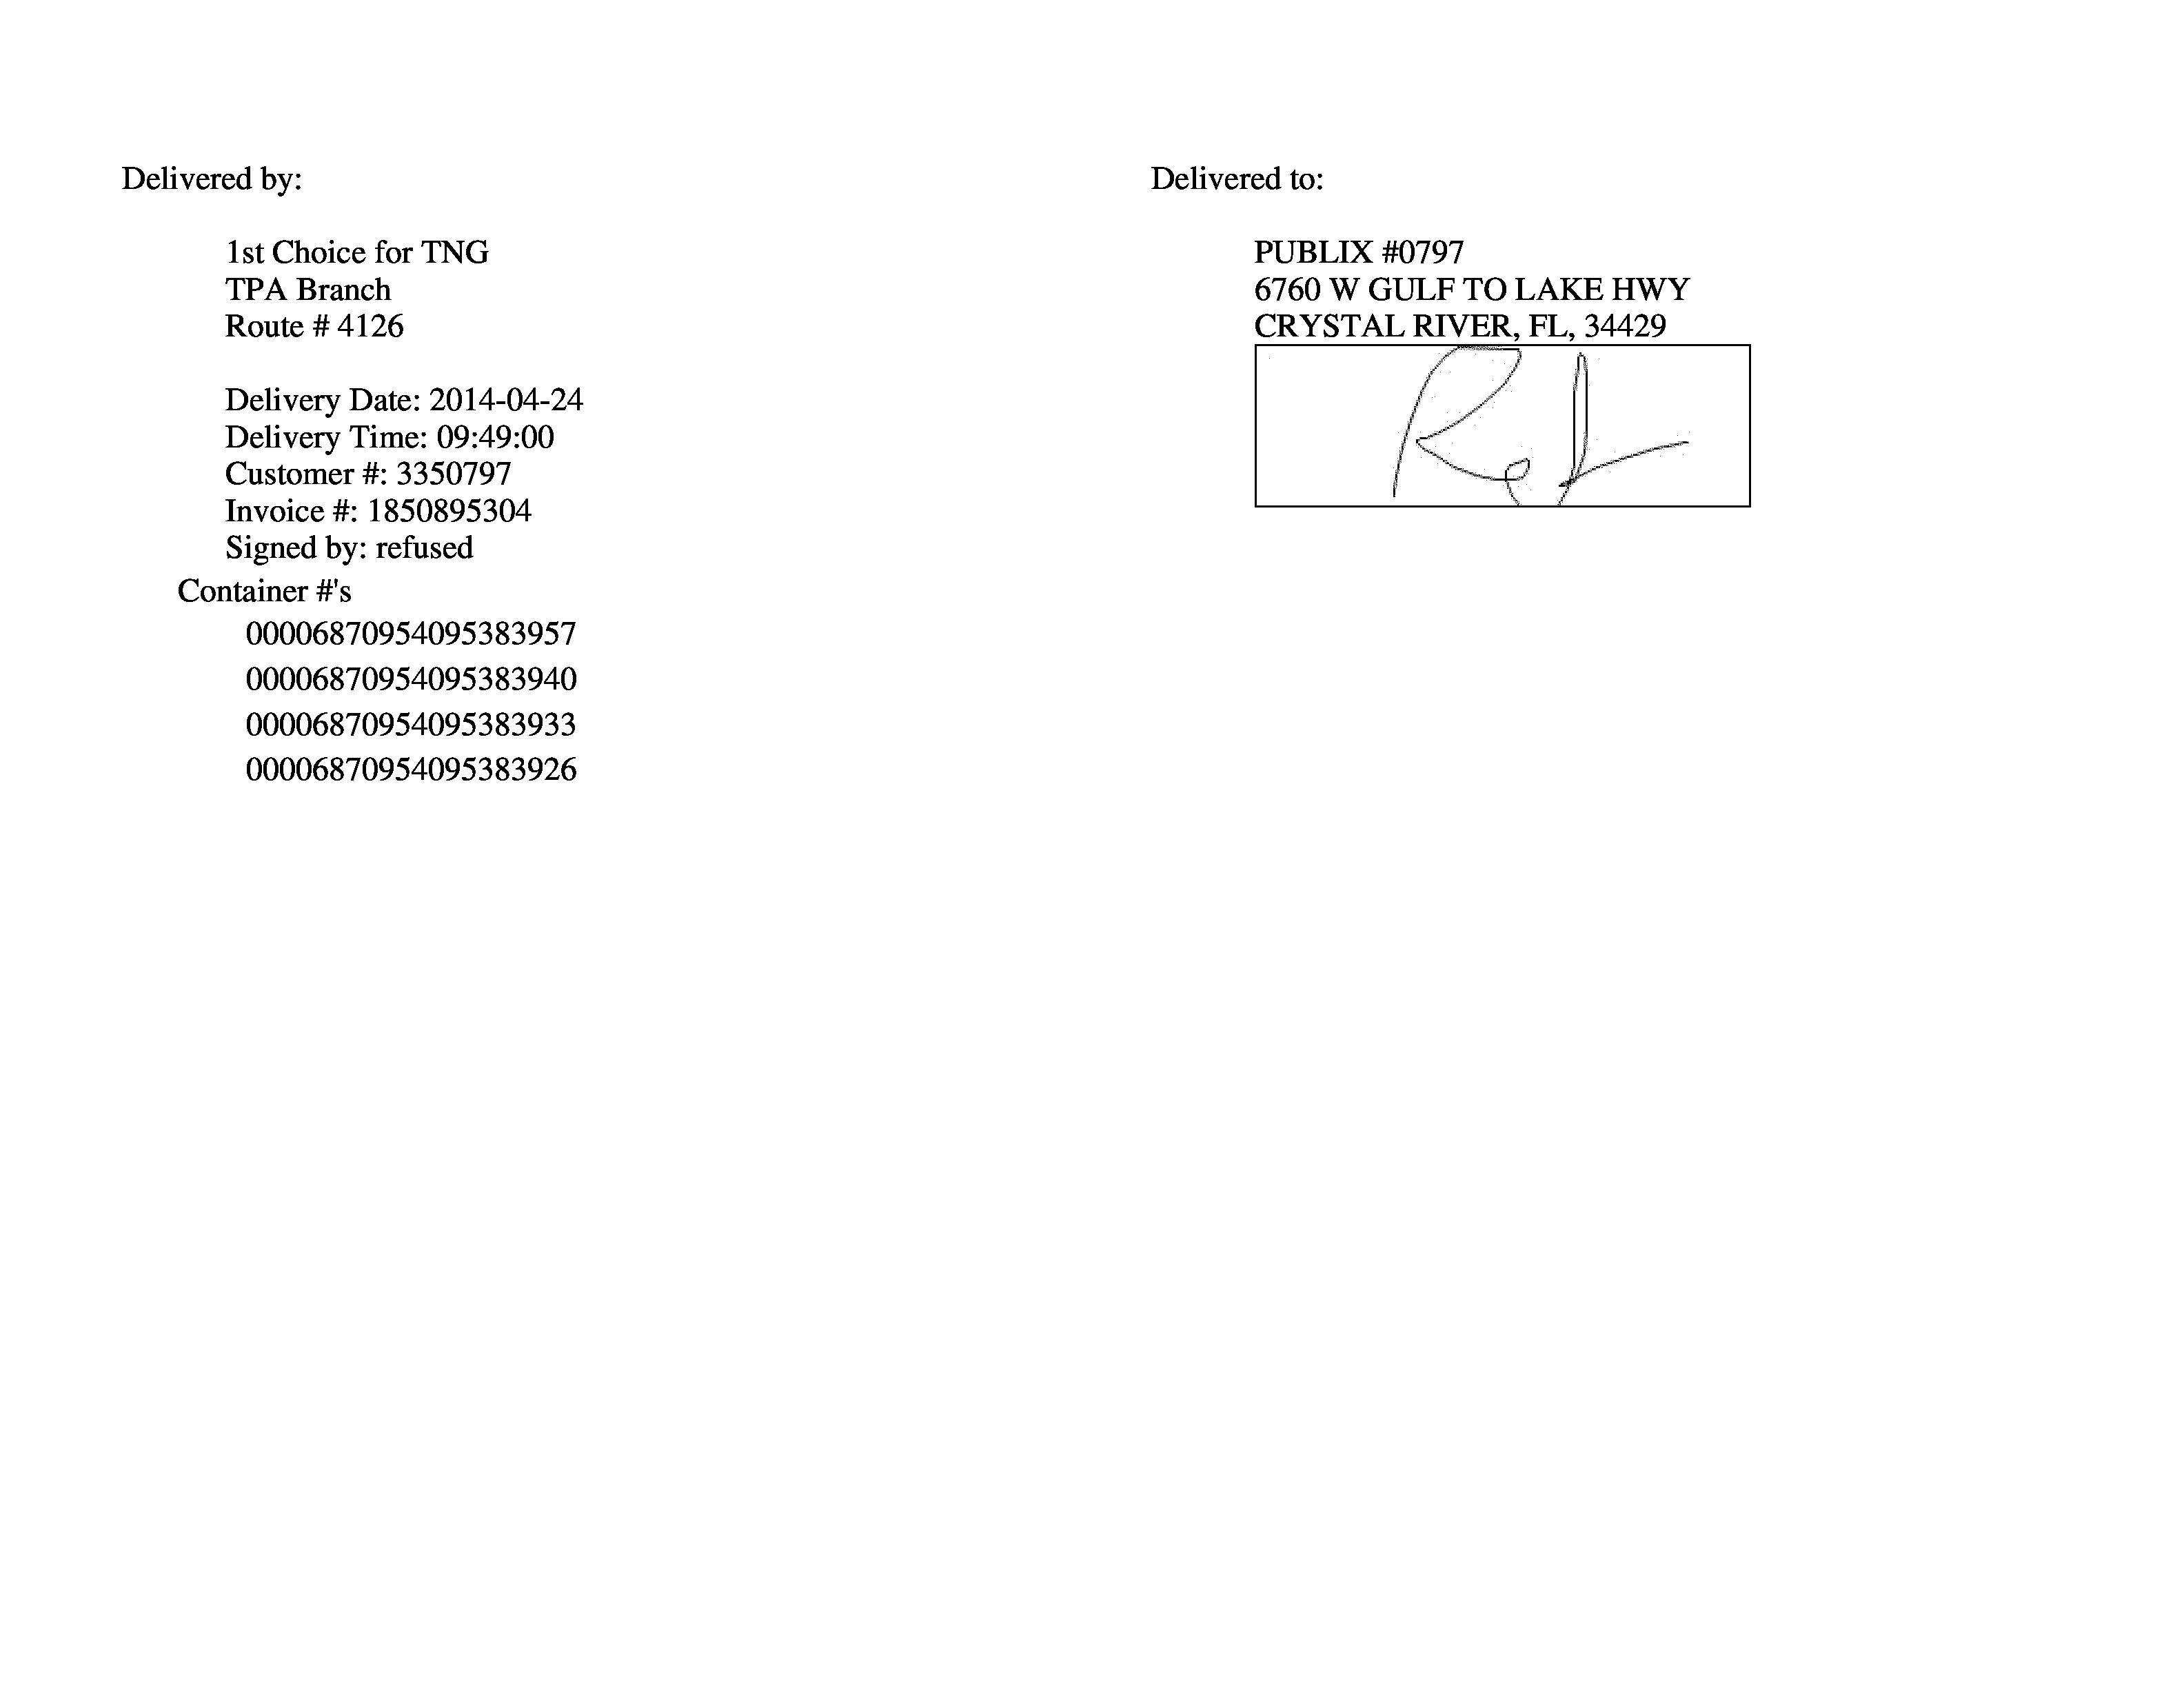 Delivered by:
1st Choice for TNG
TPA Branch
Route # 4126
Delivery Date: 2014-04-24
Delivery Time: 09:49:00
Customer #: 3350797
Invoice #: 1850895304
Signed by: refused
Container #'s
00006870954095383957
00006870954095383940
00006870954095383933
00006870954095383926
Delivered to:
PUBLIX #0797
6760 W GULF TO LAKE HWY
CRYSTAL RIVER, FL, 34429